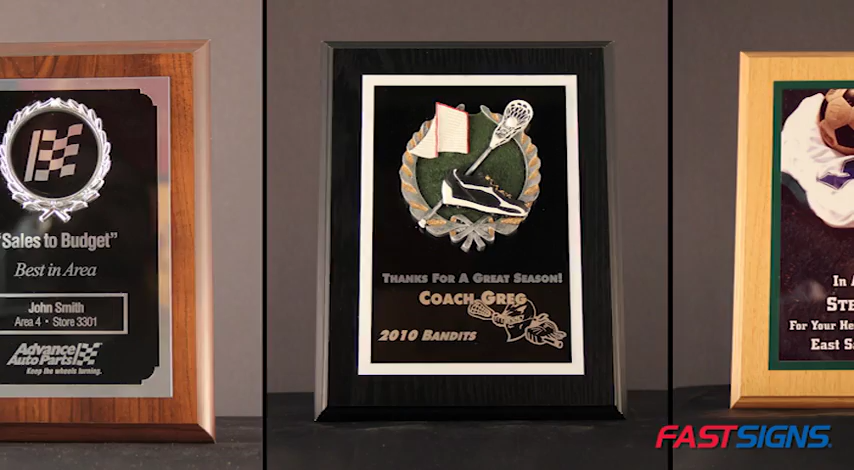 "Sales to Budget"
Best in Area
John Smith
Area 4 • Store 3301
Advance
Auto Parts
Keep the wheels turning.
THANKS FOR A GREAT SEASON!
COACH GREG
2010 BANDITS
In
STE
For Your He
East S
FASTSIGNS.